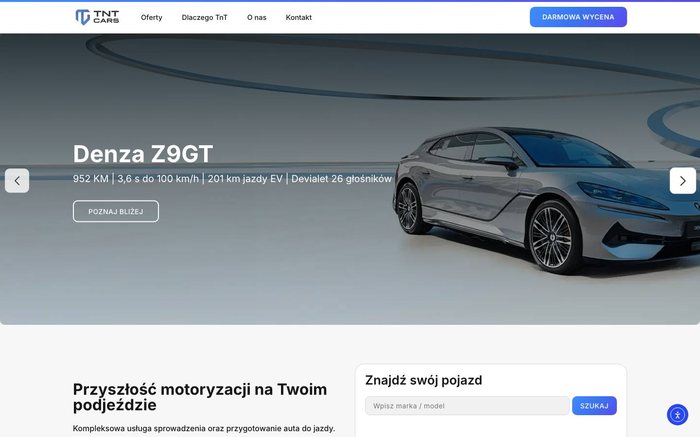 TNT
CARS
Oferty
Dlaczego TnT
O nas
Kontakt
DARMOWA WYCENA
Denza Z9GT
952 KM | 3,6 s do 100 km/h | 201 km jazdy EV | Devialet 26 głośników
POZNAJ BLIŻEJ
Przyszłość motoryzacji na Twoim
podjeździe
Kompleksowa usługa sprowadzenia oraz przygotowanie auta do jazdy.
Znajdź swój pojazd
Wpisz marka / model
SZUKAJ